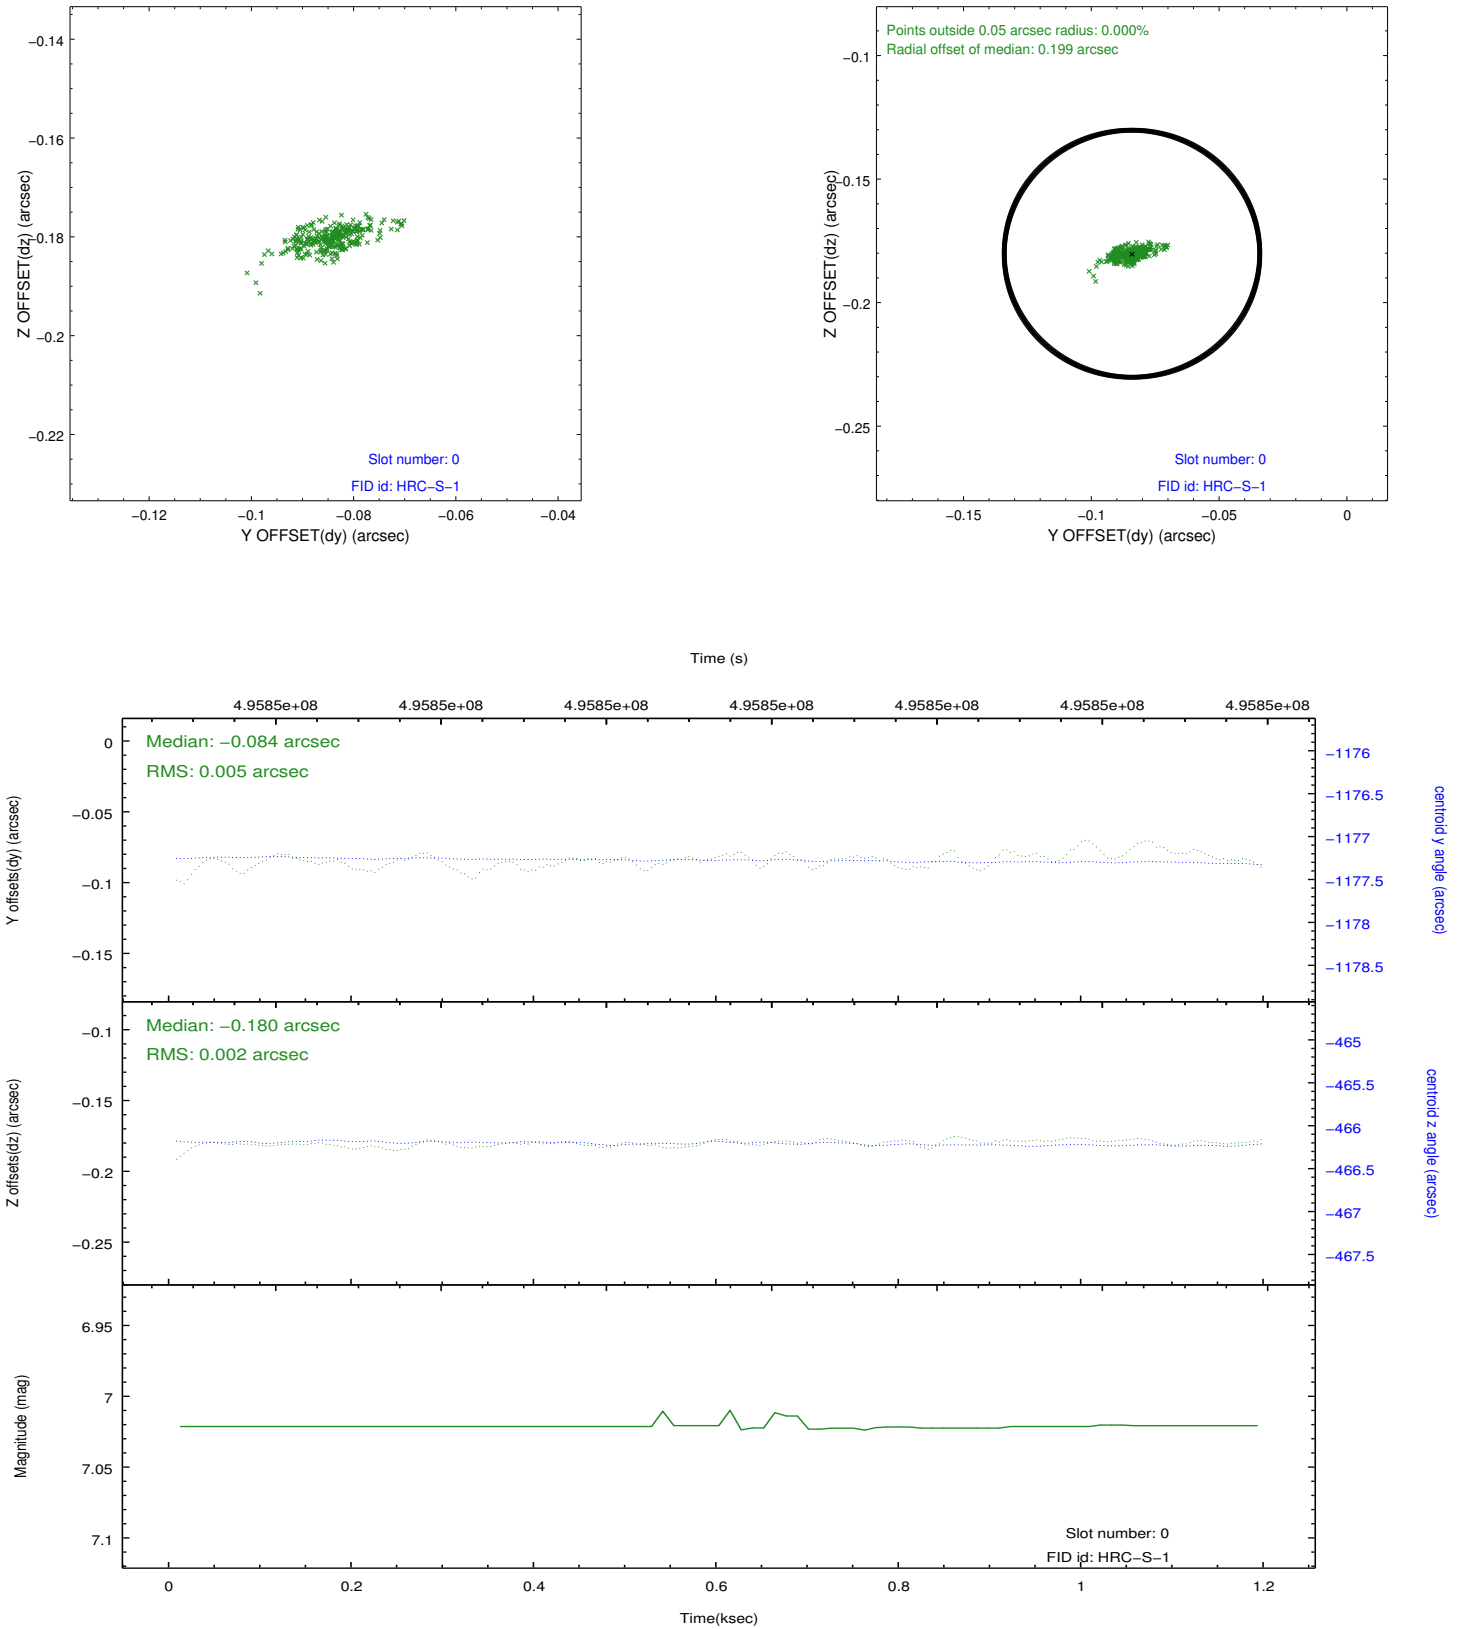 −0.14
−0.16
−0.18
−0.2
−0.22
Z OFFSET(dz) (arcsec)
Slot number: 0
FID id: HRC−S−1
−0.12
−0.1
−0.08
−0.06
−0.04
Y OFFSET(dy) (arcsec)
Points outside 0.05 arcsec radius: 0.000%
Radial offset of median: 0.199 arcsec
−0.1
−0.15
−0.2
−0.25
Z OFFSET(dz) (arcsec)
Slot number: 0
FID id: HRC−S−1
−0.15
−0.1
−0.05
0
Y OFFSET(dy) (arcsec)
Time (s)
4.9585e+08
4.9585e+08
4.9585e+08
4.9585e+08
4.9585e+08
4.9585e+08
4.9585e+08
Median: −0.084 arcsec
RMS: 0.005 arcsec
0
−0.05
−0.1
−0.15
Y offsets(dy) (arcsec)
−1176
−1176.5
−1177
−1177.5
−1178
−1178.5
centroid y angle (arcsec)
Median: −0.180 arcsec
RMS: 0.002 arcsec
−0.1
−0.15
−0.2
−0.25
Z offsets(dz) (arcsec)
−465
−465.5
−466
−466.5
−467
−467.5
centroid z angle (arcsec)
6.95
7
7.05
7.1
Magnitude (mag)
Slot number: 0
FID id: HRC−S−1
0
0.2
0.4
0.6
0.8
1
1.2
Time(ksec)